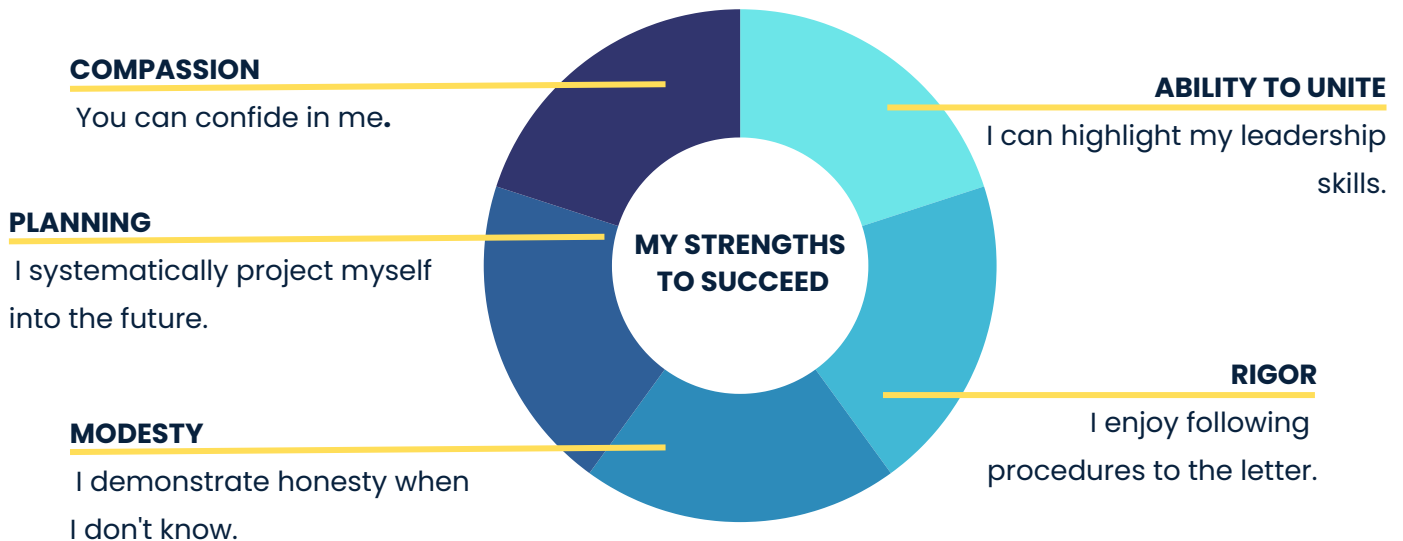 COMPASSION
You can confide in me.
PLANNING
I systematically project myself
into the future.
MODESTY
I demonstrate honesty when
I don't know.
MY STRENGTHS
TO SUCCEED
ABILITY TO UNITE
I can highlight my leadership
skills.
RIGOR
I enjoy following
procedures to the letter.